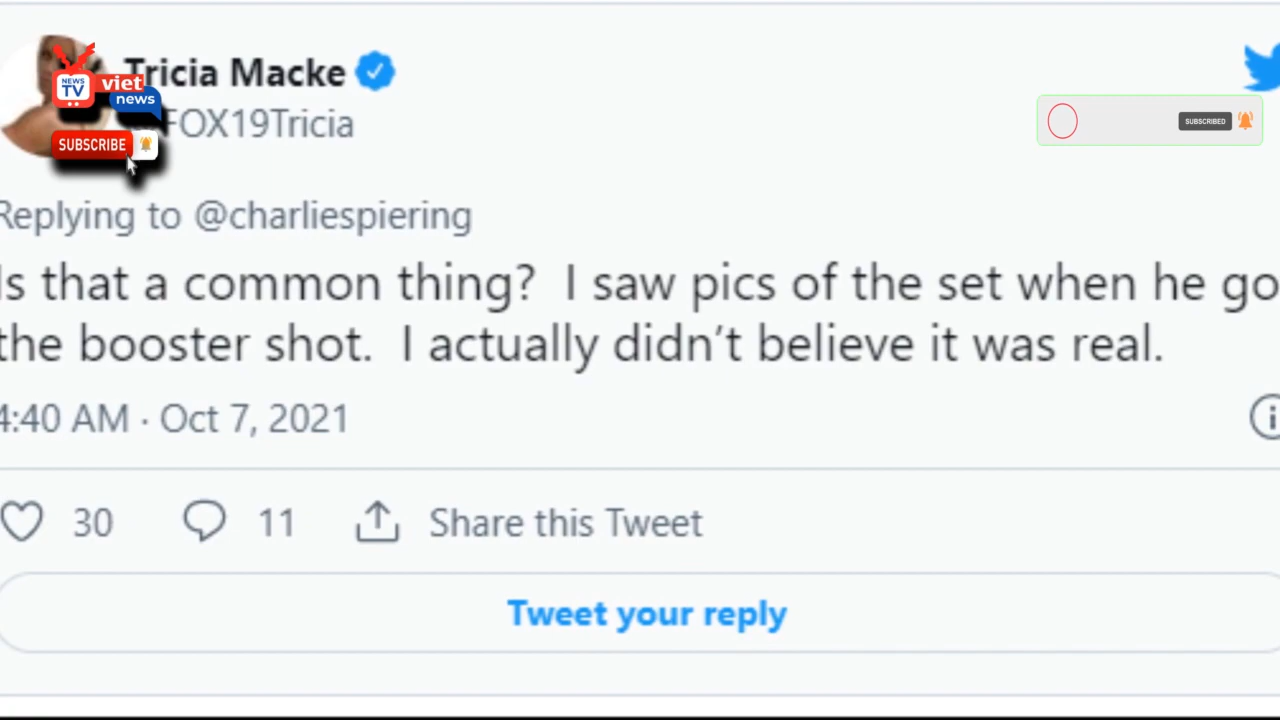 Tricia Macke
FOX19Tricia
NEWS
TV
viet
news
SUBSCRIBE
SUBSCRIBED
Replying to @charliespiering
Is that a common thing? I saw pics of the set when he go
the booster shot. I actually didn't believe it was real.
4:40 AM · Oct 7, 2021
30
11
Share this Tweet
Tweet your reply